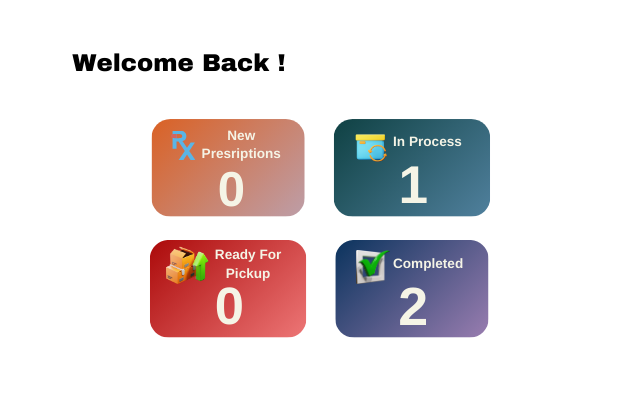 Welcome Back !
New
Presriptions
0
In Process
1
Ready For
Pickup
0
Completed
2